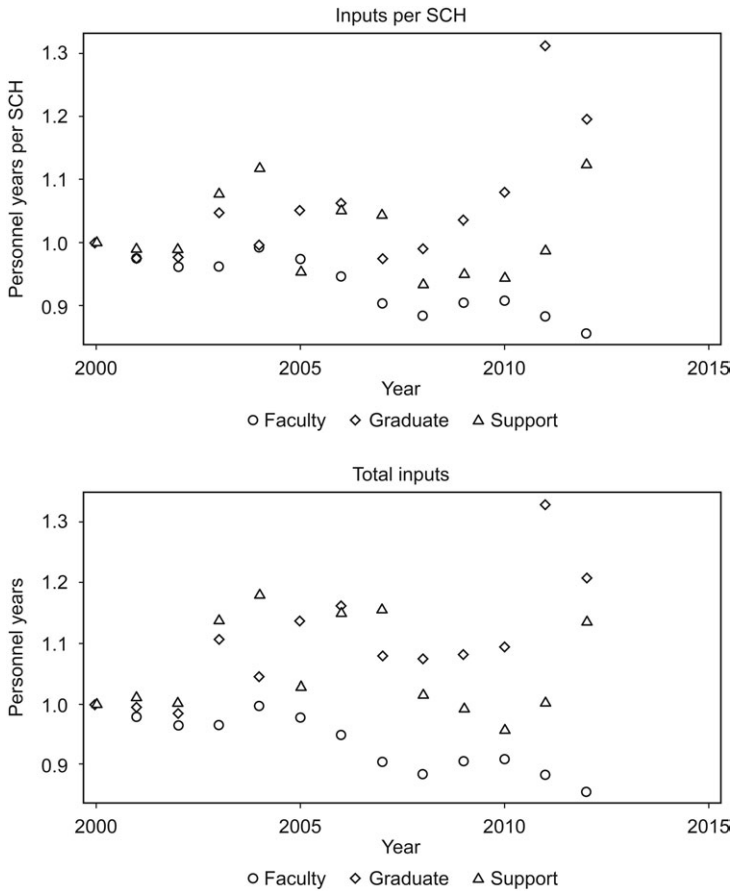 Inputs per SCH
Personnel years per SCH
1.3
1.2
1.1
1.0
0.9
2000 2005 2010 2015
Year
Faculty Graduate Support
Total inputs
Personnel years
1.3
1.2
1.1
1.0
0.9
2000 2005 2010 2015
Year
Faculty Graduate Support